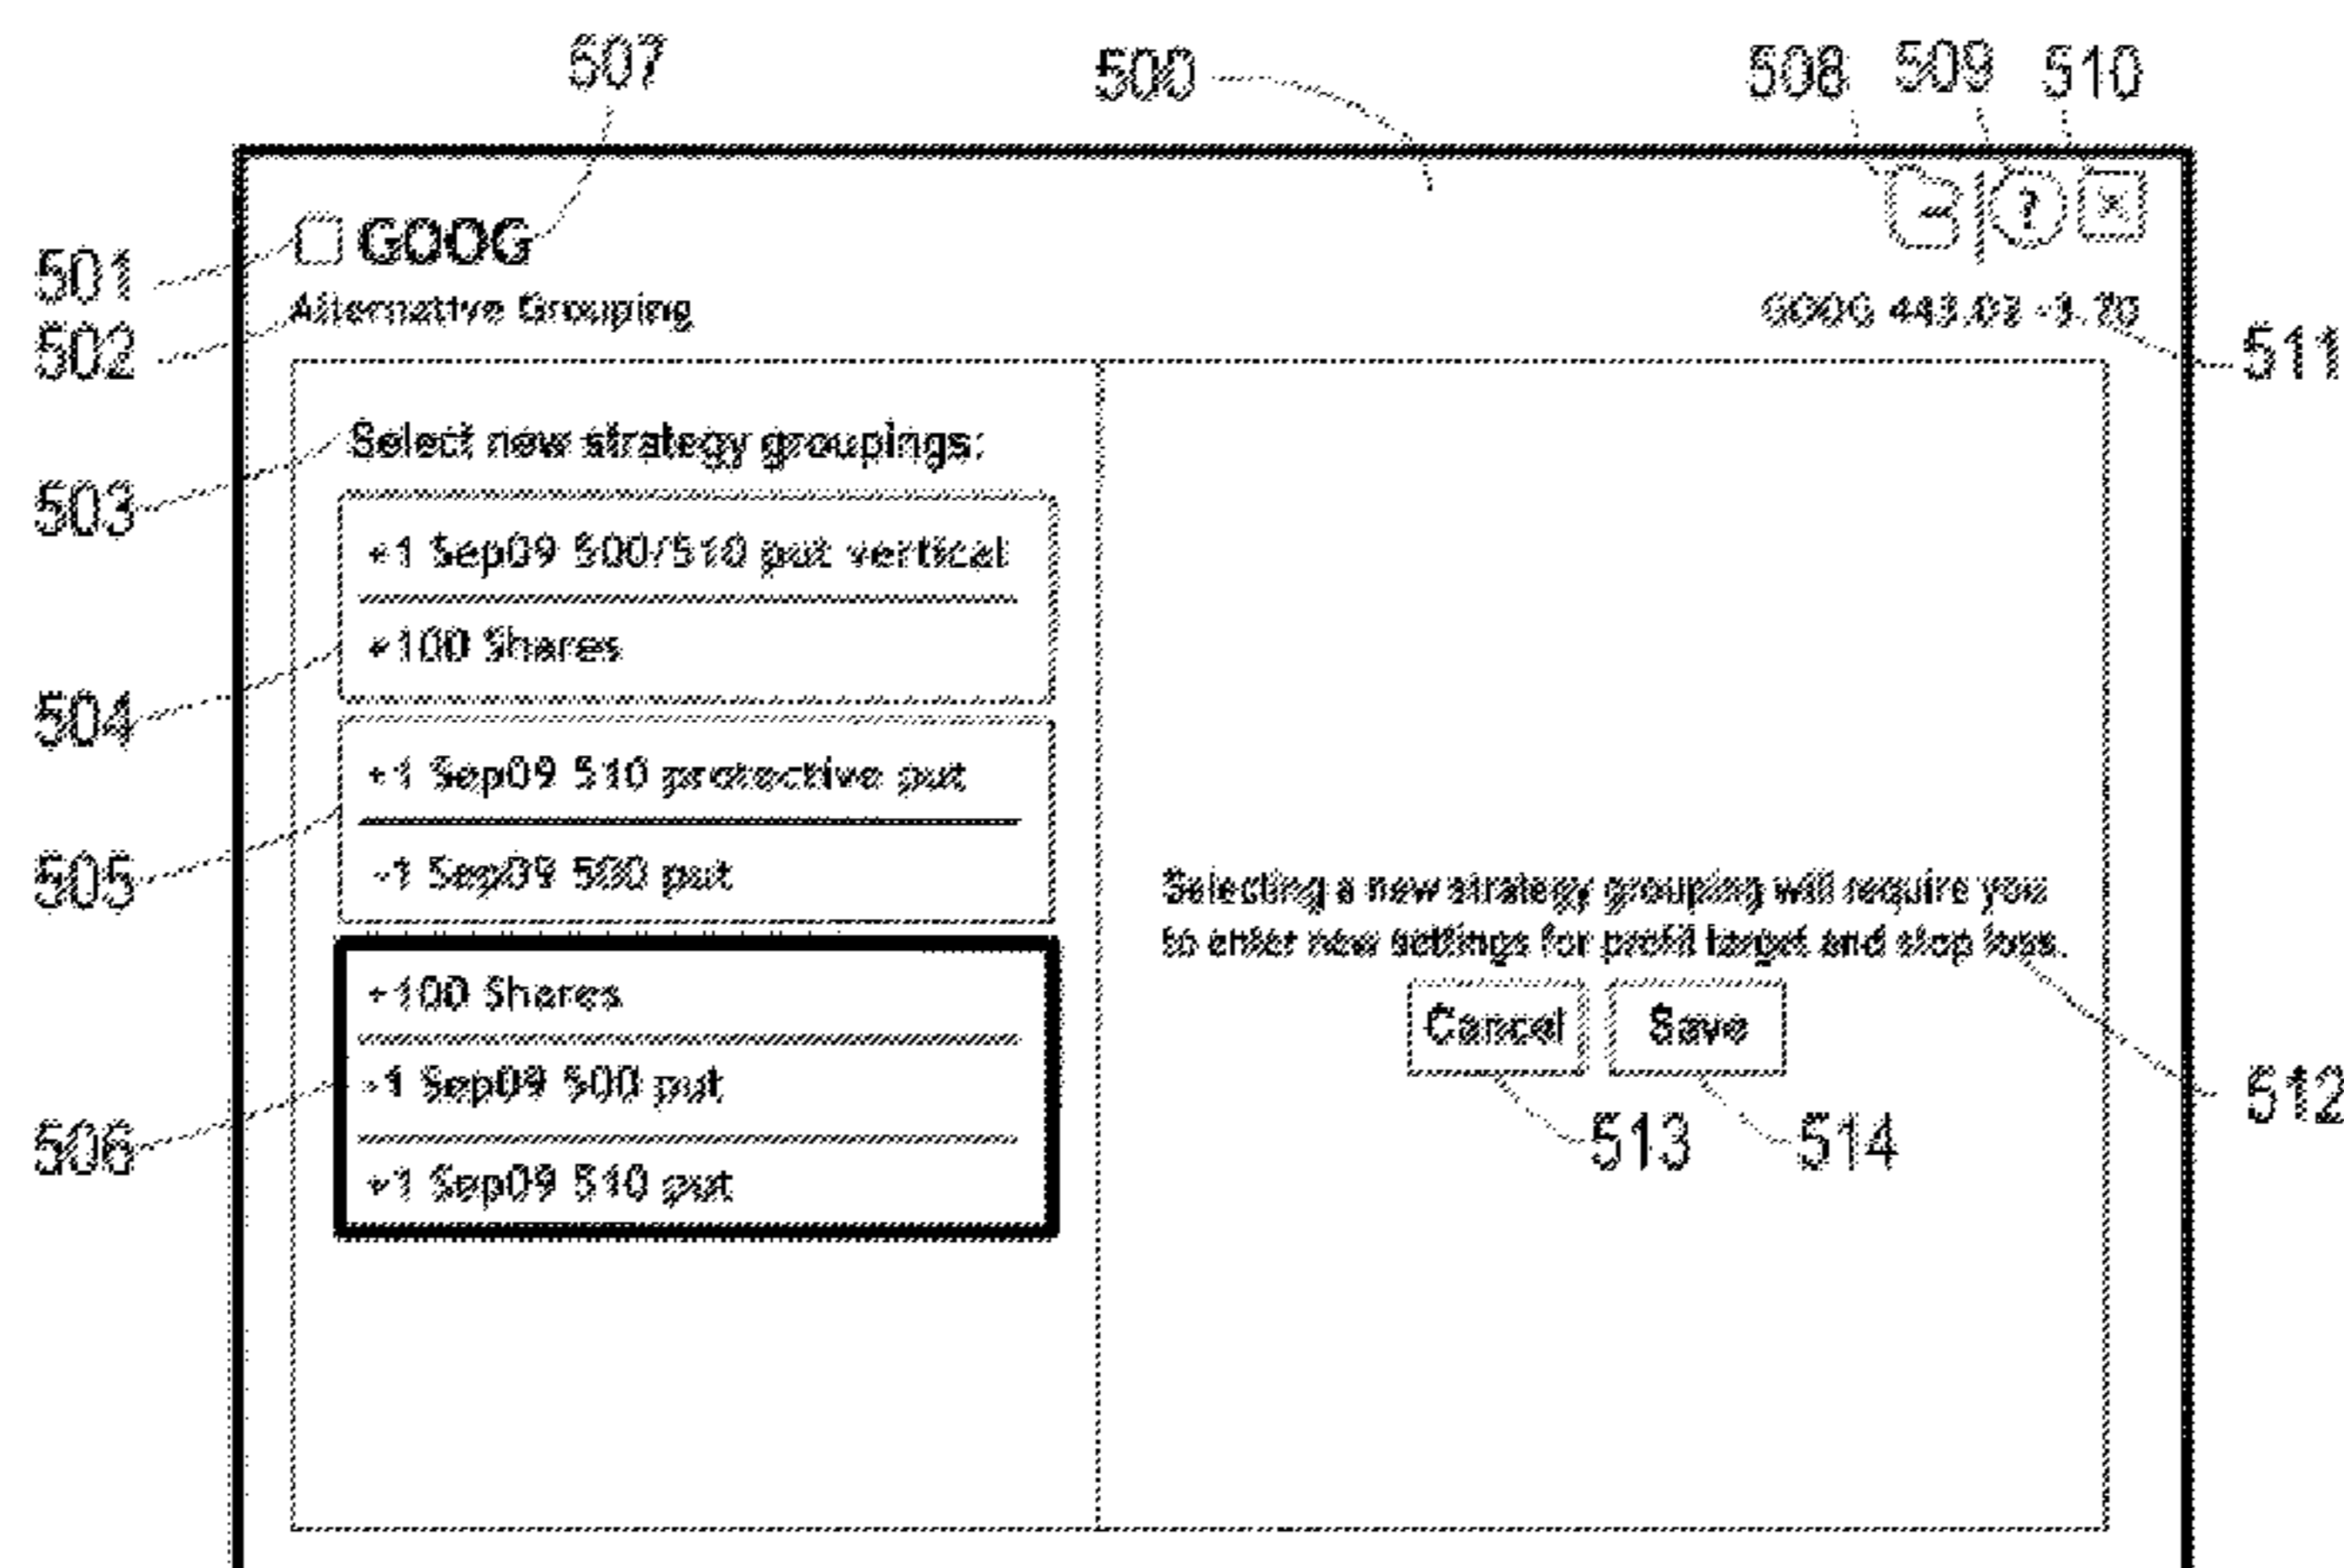 507 500 508 509 510
501 GOOG ?
502 Alternative Grouping GOOG 443.02 -3.70 511
503 Select new strategy groupings:
+1 Sep09 500/510 put vertical
504 +100 Shares
+1 Sep09 510 protective put
505 -1 Sep09 500 put
Selecting a new strategy grouping will require you
to enter new settings for profit target and stop loss.
+100 Shares
Cancel Save
506 -1 Sep09 500 put 512
513 514
+1 Sep09 510 put